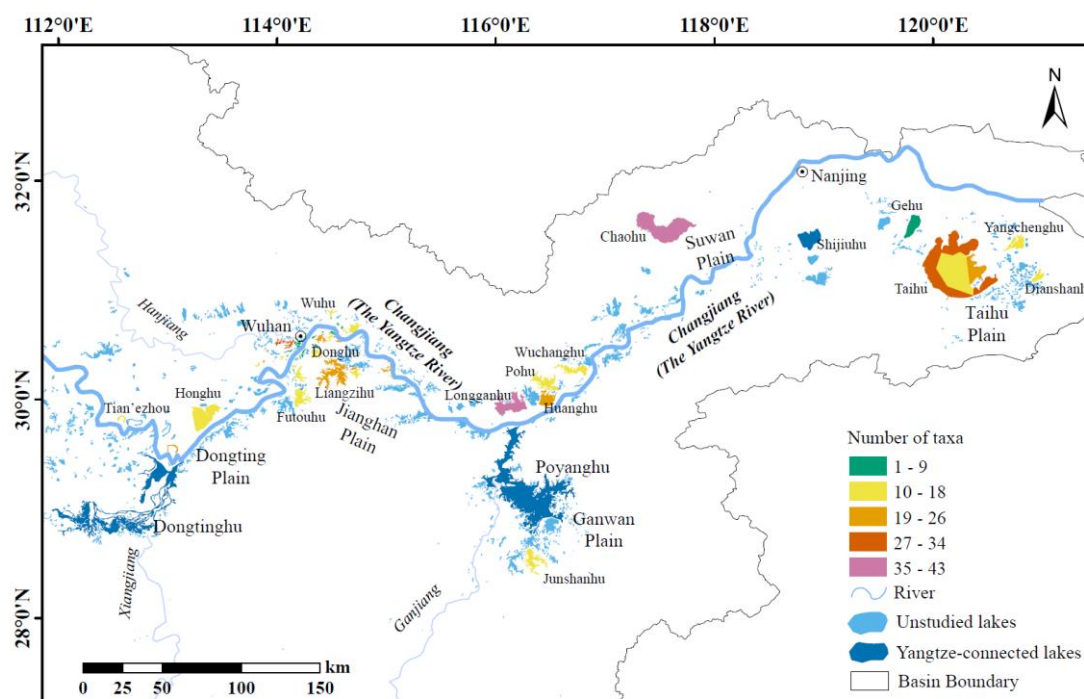 112°0'E 114°0'E 116°0'E 118°0'E 120°0'E
N
32°0'N
30°0'N
28°0'N
Nanjing
Gehu
Yangchenghu
Chaohu
Suwan
Plain
Shijiuhu
Taihu
Dianshanh
Taihu
Plain
Hanjiang
Wuhu
Wuhan
Changjiang
(The Yangtze River)
Changjiang
(The Yangtze River)
Donghu
Wuchanghu
Pohu
Honghu
Liangzihu
Longganhu
Huanghu
Tian'ezhou
Futouhu
Jianghan
Plain
Dongting
Plain
Poyanghu
Dongtinghu
Ganwan
Plain
Junshanhu
Xiangjiang
Ganjiang
Number of taxa
1 - 9
10 - 18
19 - 26
27 - 34
35 - 43
River
Unstudied lakes
Yangtze-connected lakes
Basin Boundary
km
0 25 50 100 150